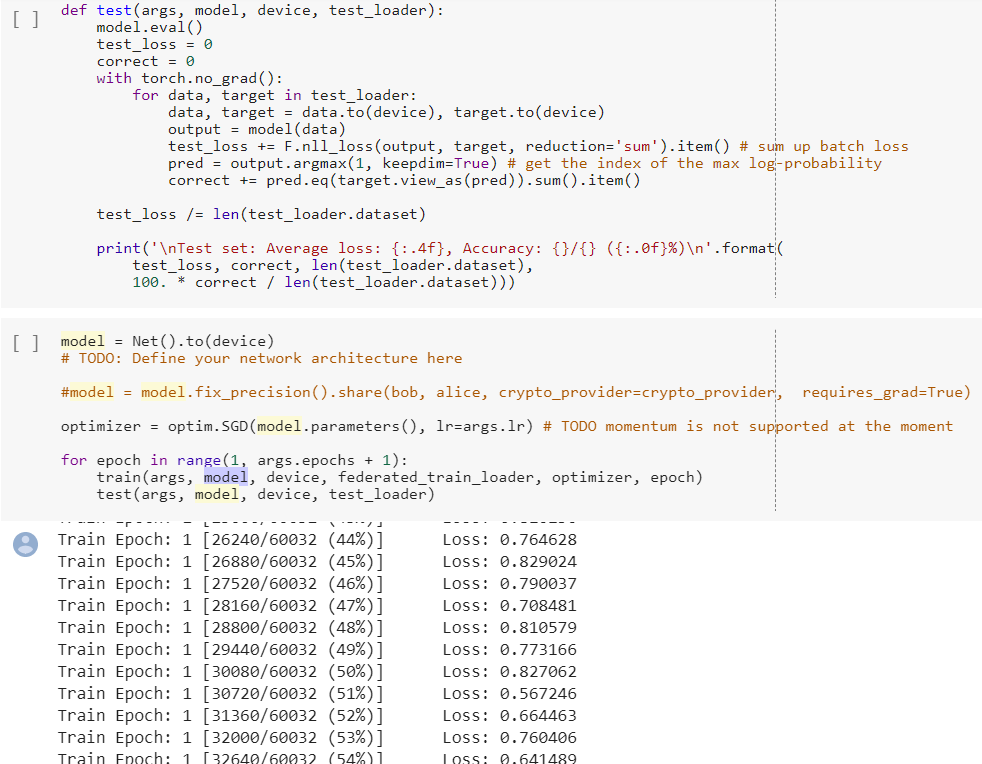 [ ]
def test(args, model, device, test_loader):
    model.eval()
    test_loss = 0
    correct = 0
    with torch.no_grad():
        for data, target in test_loader:
            data, target = data.to(device), target.to(device)
            output = model(data)
            test_loss += F.nll_loss(output, target, reduction='sum').item() # sum up batch loss
            pred = output.argmax(1, keepdim=True) # get the index of the max log-probability
            correct += pred.eq(target.view_as(pred)).sum().item()
    test_loss /= len(test_loader.dataset)
    print('\nTest set: Average loss: {:.4f}, Accuracy: {}/{} ({:.0f}%)\n'.format(
        test_loss, correct, len(test_loader.dataset),
        100. * correct / len(test_loader.dataset)))
[ ]
model = Net().to(device)
# TODO: Define your network architecture here
#model = model.fix_precision().share(bob, alice, crypto_provider=crypto_provider,  requires_grad=True)
optimizer = optim.SGD(model.parameters(), lr=args.lr) # TODO momentum is not supported at the moment
for epoch in range(1, args.epochs + 1):
    train(args, model, device, federated_train_loader, optimizer, epoch)
    test(args, model, device, test_loader)
Train Epoch: 1 Loss:
Train Epoch: 1 [26240/60032 (44%)]	Loss: 0.764628
Train Epoch: 1 [26880/60032 (45%)]	Loss: 0.829024
Train Epoch: 1 [27520/60032 (46%)]	Loss: 0.790037
Train Epoch: 1 [28160/60032 (47%)]	Loss: 0.708481
Train Epoch: 1 [28800/60032 (48%)]	Loss: 0.810579
Train Epoch: 1 [29440/60032 (49%)]	Loss: 0.773166
Train Epoch: 1 [30080/60032 (50%)]	Loss: 0.827062
Train Epoch: 1 [30720/60032 (51%)]	Loss: 0.567246
Train Epoch: 1 [31360/60032 (52%)]	Loss: 0.664463
Train Epoch: 1 [32000/60032 (53%)]	Loss: 0.760406
Train Epoch: 1 [32640/60032 (54%)]	Loss: 0.641489